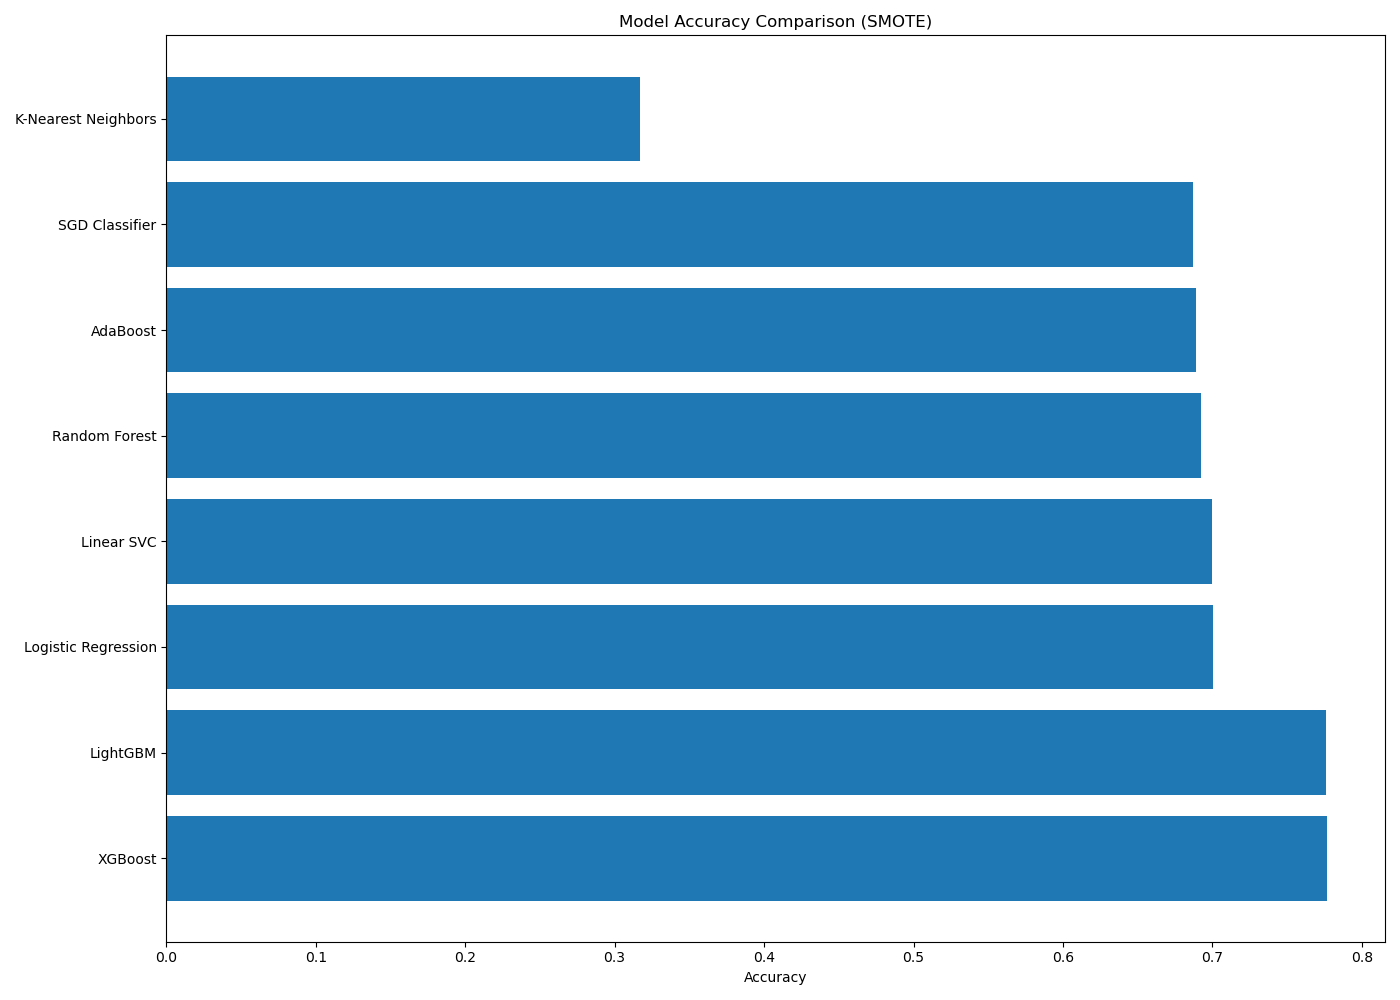 Model Accuracy Comparison (SMOTE)
K-Nearest Neighbors
SGD Classifier
AdaBoost
Random Forest
Linear SVC
Logistic Regression
LightGBM
XGBoost
0.0 0.1 0.2 0.3 0.4 0.5 0.6 0.7 0.8
Accuracy